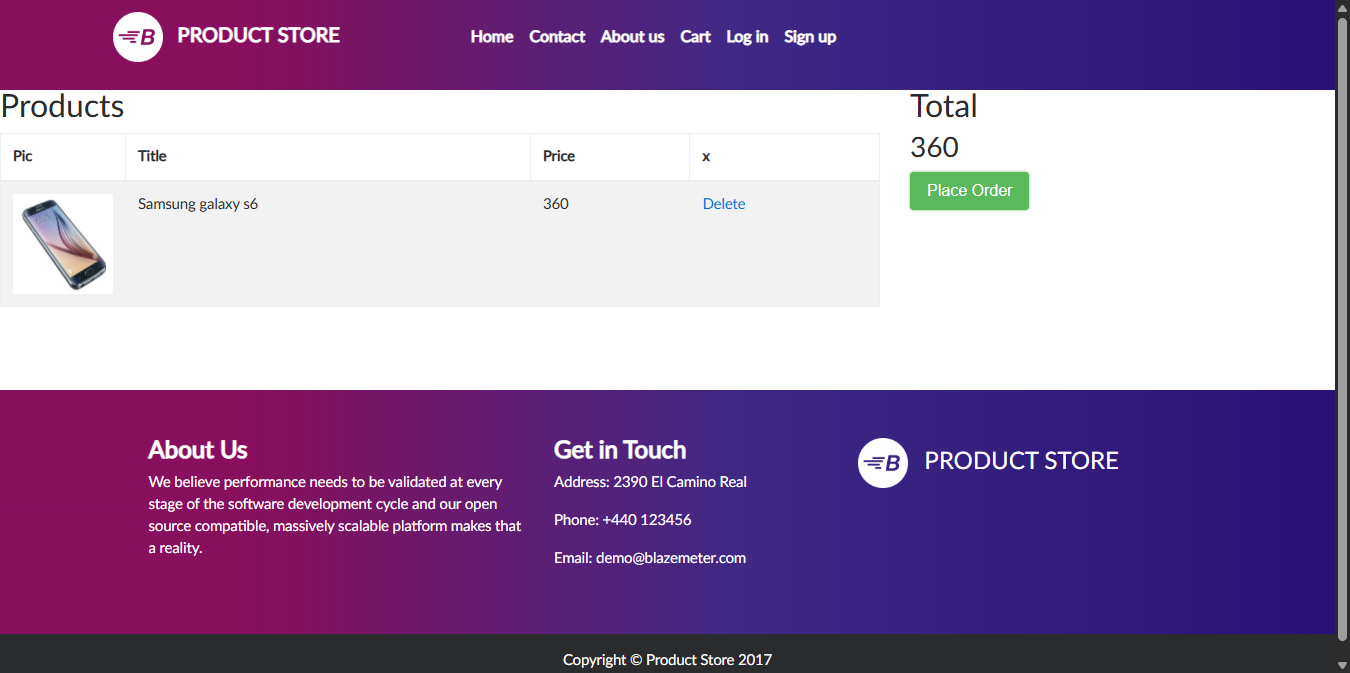 B PRODUCT STORE Home Contact About us Cart Log in Sign up
Products
Pic Title Price x
Samsung galaxy s6 360 Delete
Total
360
Place Order
About Us
We believe performance needs to be validated at every
stage of the software development cycle and our open
source compatible, massively scalable platform makes that
a reality.
Get in Touch
Address: 2390 El Camino Real
Phone: +440 123456
Email: demo@blazemeter.com
B PRODUCT STORE
Copyright © Product Store 2017